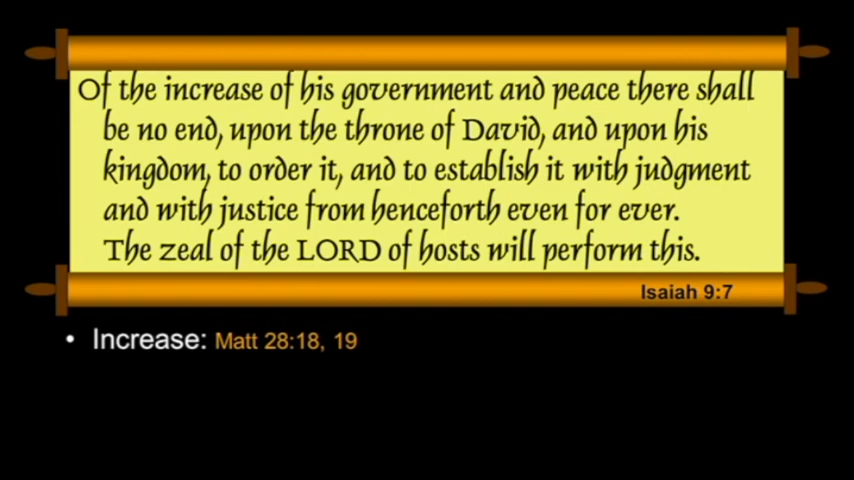 Of the increase of his government and peace there shall
be no end, upon the throne of David, and upon his
kingdom, to order it, and to establish it with judgment
and with justice from henceforth even for ever.
The zeal of the LORD of hosts will perform this.
Isaiah 9:7
• Increase: Matt 28:18, 19